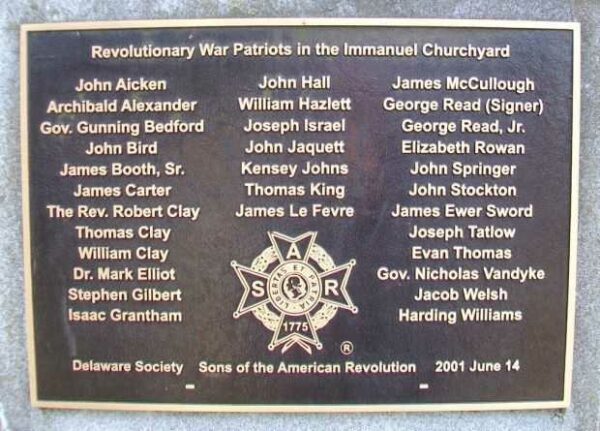 Revolutionary War Patriots in the Immanuel Churchyard
John Aicken
Archibald Alexander
Gov. Gunning Bedford
John Bird
James Booth, Sr.
James Carter
The Rev. Robert Clay
Thomas Clay
William Clay
Dr. Mark Elliot
Stephen Gilbert
Isaac Grantham
John Hall
William Hazlett
Joseph Israel
John Jaquett
Kensey Johns
Thomas King
James Le Fevre
SAR
LIBERTAS ET PATRIA
1775
®
James McCullough
George Read (Signer)
George Read, Jr.
Elizabeth Rowan
John Springer
John Stockton
James Ewer Sword
Joseph Tatlow
Evan Thomas
Gov. Nicholas Vandyke
Jacob Welsh
Harding Williams
Delaware Society Sons of the American Revolution 2001 June 14